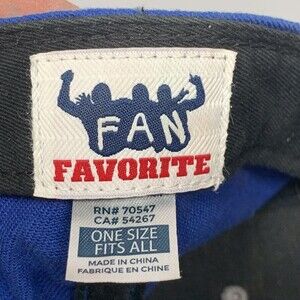 FAN
FAVORITE
RN# 70547
CA# 54267
ONE SIZE
FITS ALL
MADE IN CHINA
FABRIQUE EN CHINE